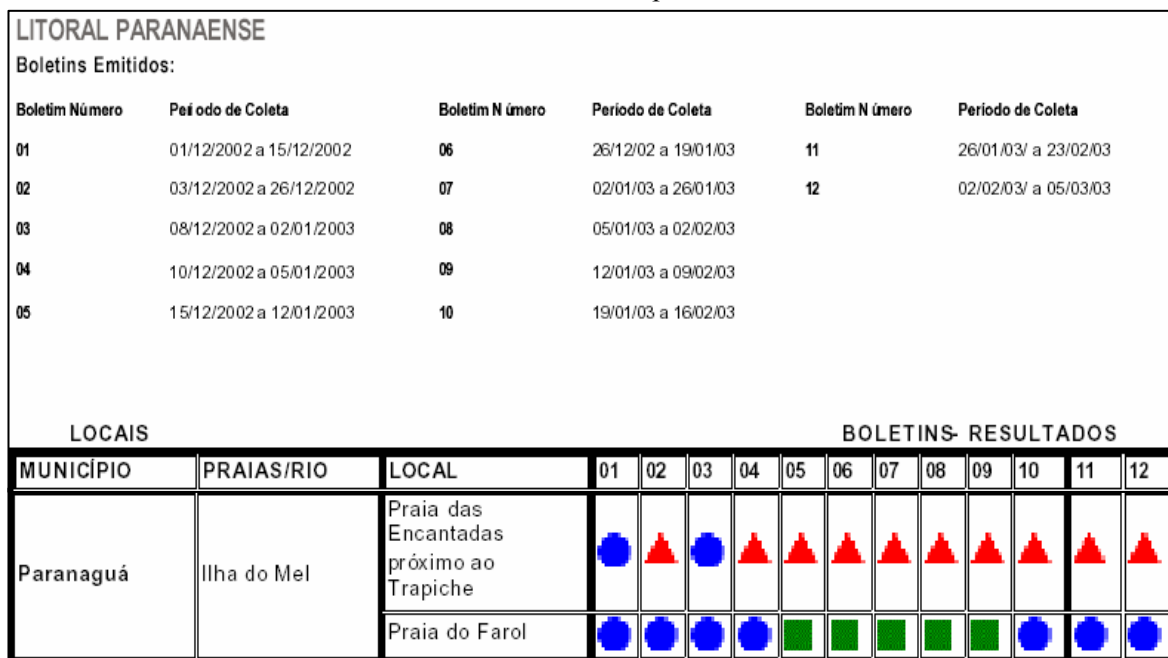 LITORAL PARANAENSE
Boletins Emitidos:
Boletim Número Período de Coleta Boletim Número Período de Coleta Boletim Número Período de Coleta
01 01/12/2002 a 15/12/2002 06 26/12/02 a 19/01/03 11 26/01/03/ a 23/02/03
02 03/12/2002 a 26/12/2002 07 02/01/03 a 26/01/03 12 02/02/03/ a 05/03/03
03 08/12/2002 a 02/01/2003 08 05/01/03 a 02/02/03
04 10/12/2002 a 05/01/2003 09 12/01/03 a 09/02/03
05 15/12/2002 a 12/01/2003 10 19/01/03 a 16/02/03
LOCAIS BOLETINS- RESULTADOS
MUNICÍPIO PRAIAS/RIO LOCAL 01 02 03 04 05 06 07 08 09 10 11 12
Paranaguá Ilha do Mel
Praia das
Encantadas
próximo ao
Trapiche
Praia do Farol